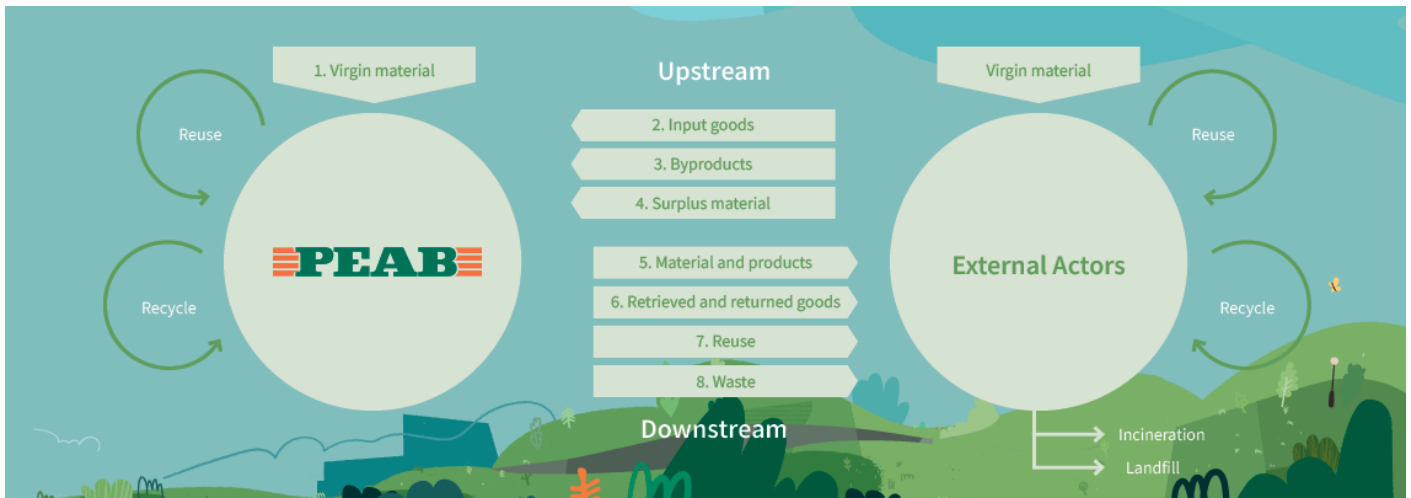 1. Virgin material
Upstream
Virgin material
2. Input goods
Reuse
3. Byproducts
Reuse
4. Surplus material
PEAB
5. Material and products
External Actors
6. Retrieved and returned goods
Recycle
Recycle
7. Reuse
8. Waste
Downstream
Incineration
Landfill